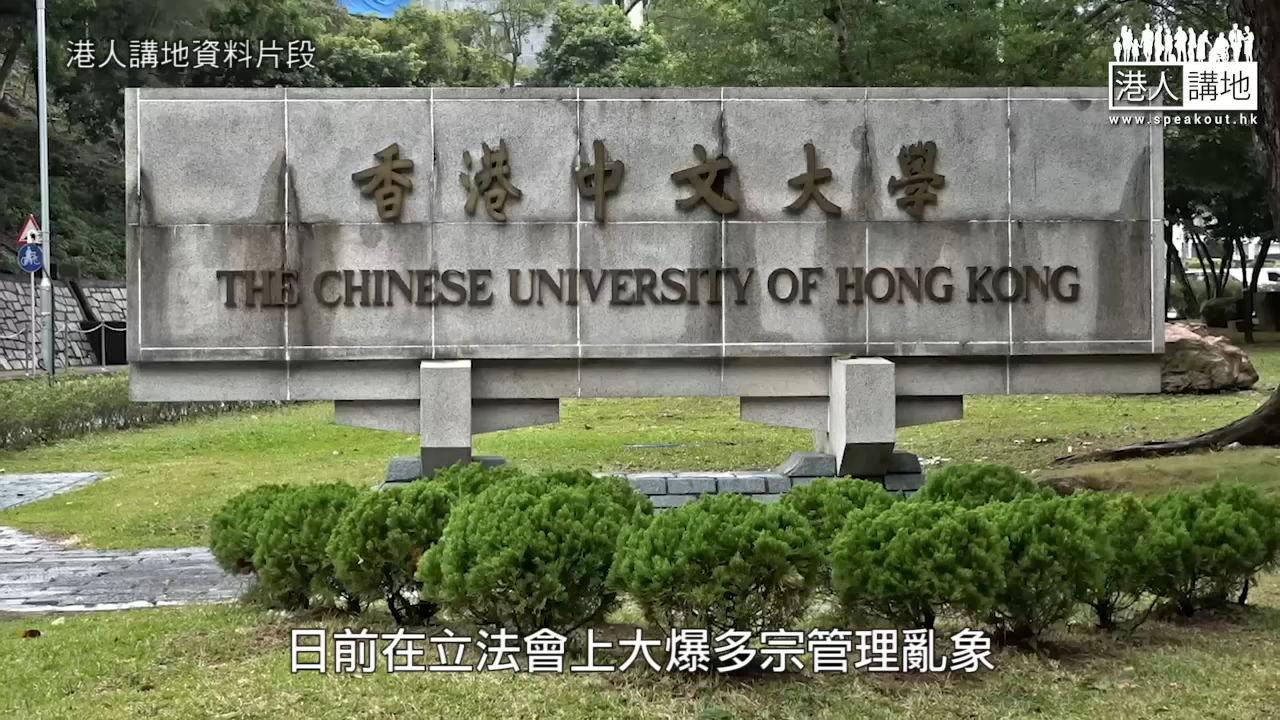 港人講地資料片段
港人講地
www.speakout.hk
香港中文大學
THE CHINESE UNIVERSITY OF HONG KONG
日前在立法會上大爆多宗管理亂象